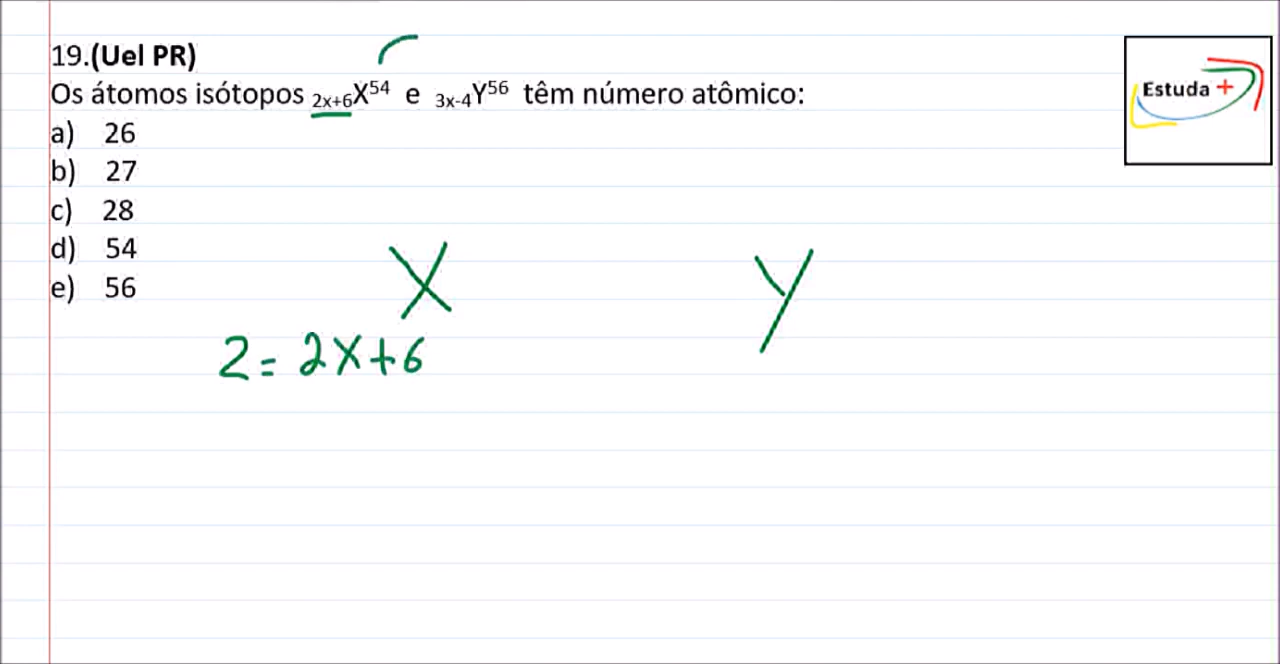 19.(Uel PR)
Os átomos isótopos 2x+6X54 e 3x-4Y56 têm número atômico:
a) 26
b) 27
c) 28
d) 54
e) 56
Estuda +
X Y
Z = 2X+6